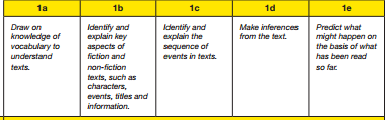 1a 1b 1c 1d 1e
Draw on
knowledge of
vocabulary to
understand
texts.
Identify and
explain key
aspects of
fiction and
non-fiction
texts, such as
characters,
events, titles and
information.
Identify and
explain the
sequence of
events in texts.
Make inferences
from the text.
Predict what
might happen on
the basis of what
has been read
so far.